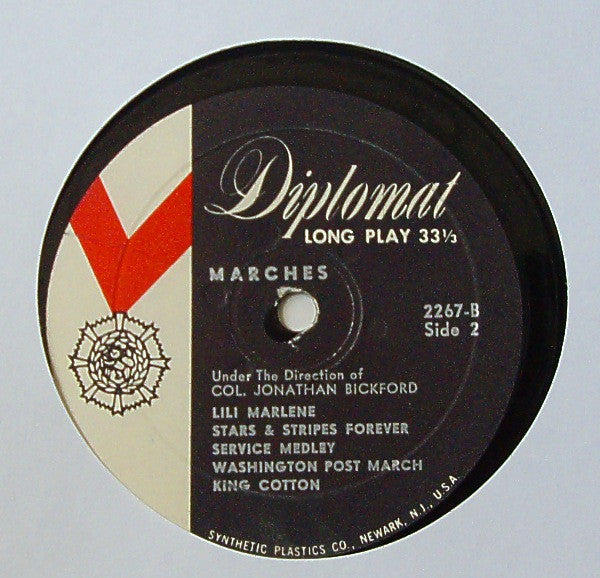 Diplomat
LONG PLAY 33⅓
MARCHES
2267-B
Side 2
Under The Direction of
COL. JONATHAN BICKFORD
LILI MARLENE
STARS & STRIPES FOREVER
SERVICE MEDLEY
WASHINGTON POST MARCH
KING COTTON
SYNTHETIC PLASTICS CO., NEWARK, N.J., U.S.A.